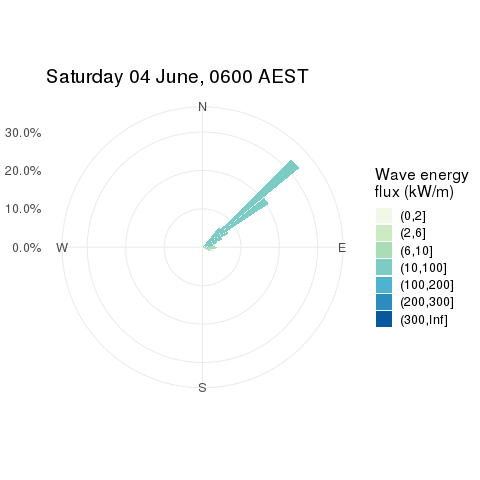 Saturday 04 June, 0600 AEST
N
30.0%
20.0%
10.0%
0.0%
W
E
S
Wave energy
flux (kW/m)
(0,2]
(2,6]
(6,10]
(10,100]
(100,200]
(200,300]
(300,Inf]